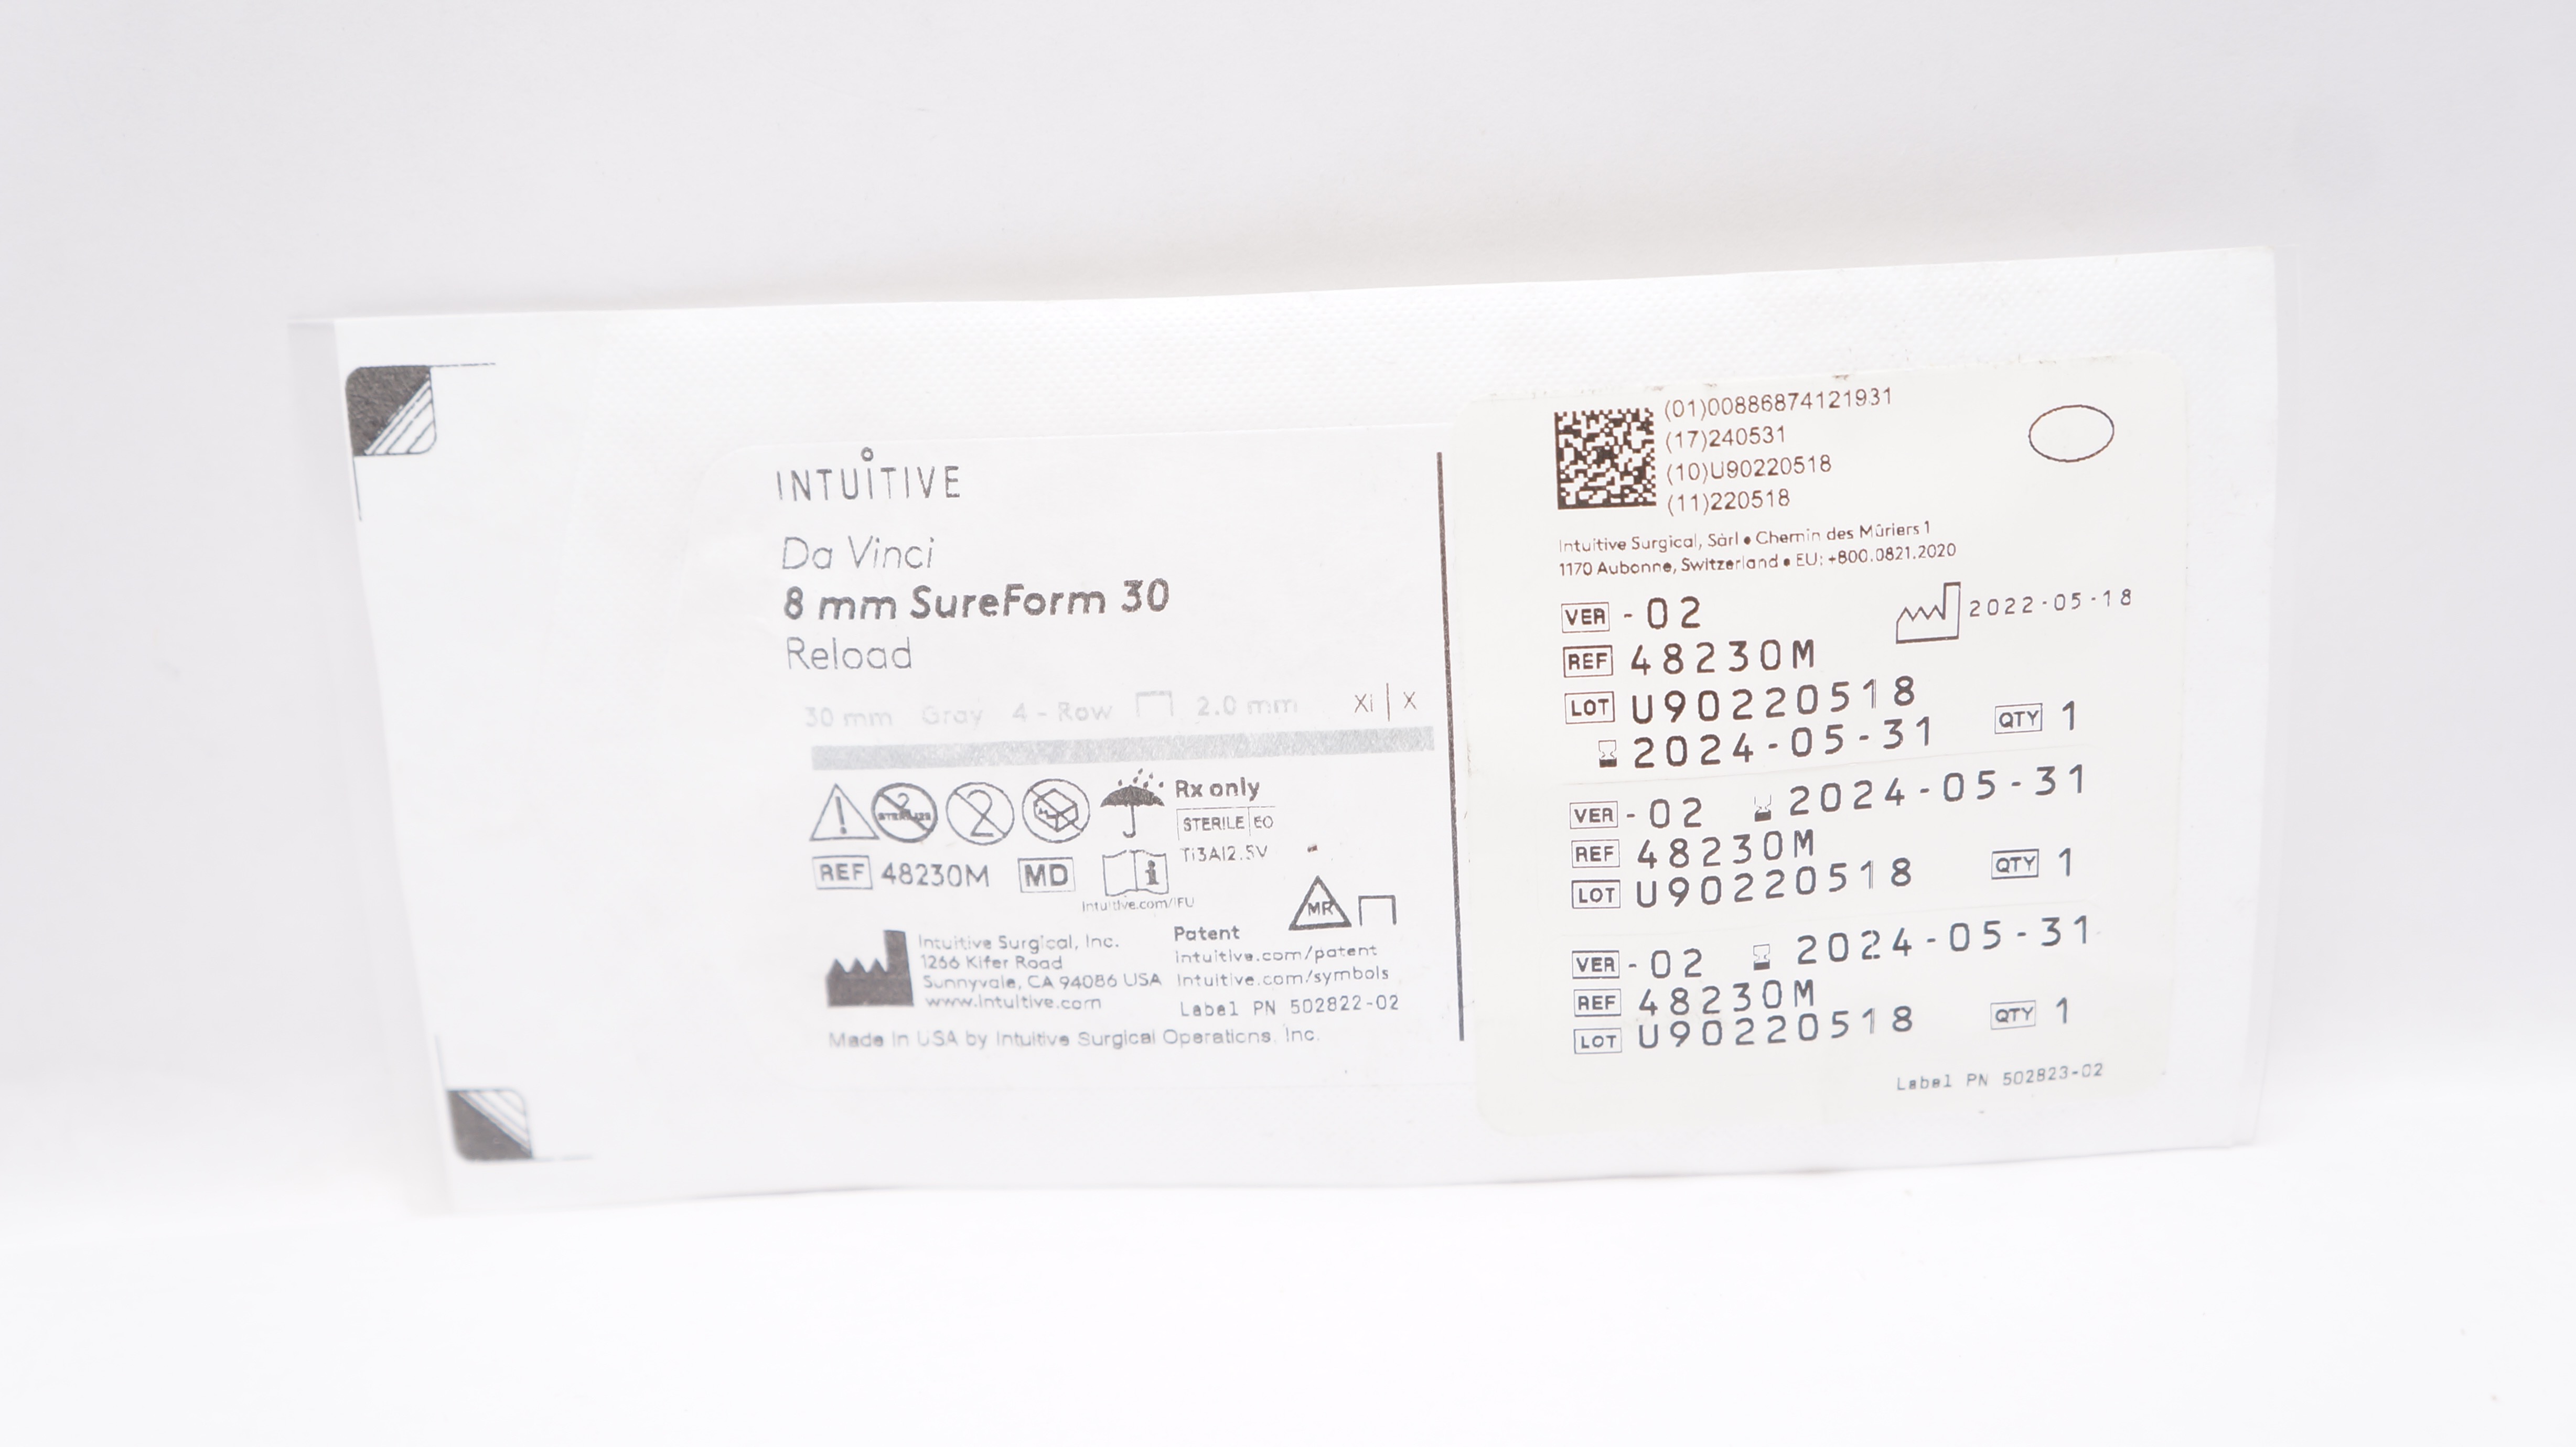 INTUITIVE
Da Vinci
8 mm SureForm 30
Reload
30 mm Gray 4-Row 2.0 mm Xi | X
Rx only
STERILE EO
Ti3Al2.5V
REF 48230M MD
intuitive.com/IFU
MR
Intuitive Surgical, Inc.
1266 Kifer Road
Sunnyvale, CA 94086 USA
www.intuitive.com
Patent
intuitive.com/patent
intuitive.com/symbols
Label PN 502822-02
Made in USA by Intuitive Surgical Operations, Inc.
(01)00886874121931
(17)240531
(10)U90220518
(11)220518
Intuitive Surgical, Sàrl • Chemin des Mûriers 1
1170 Aubonne, Switzerland • EU: +800.0821.2020
VER -02 2022-05-18
REF 48230M
LOT U90220518
2024-05-31 QTY 1
VER -02 2024-05-31
REF 48230M
LOT U90220518 QTY 1
VER -02 2024-05-31
REF 48230M
LOT U90220518 QTY 1
Label PN 502823-02